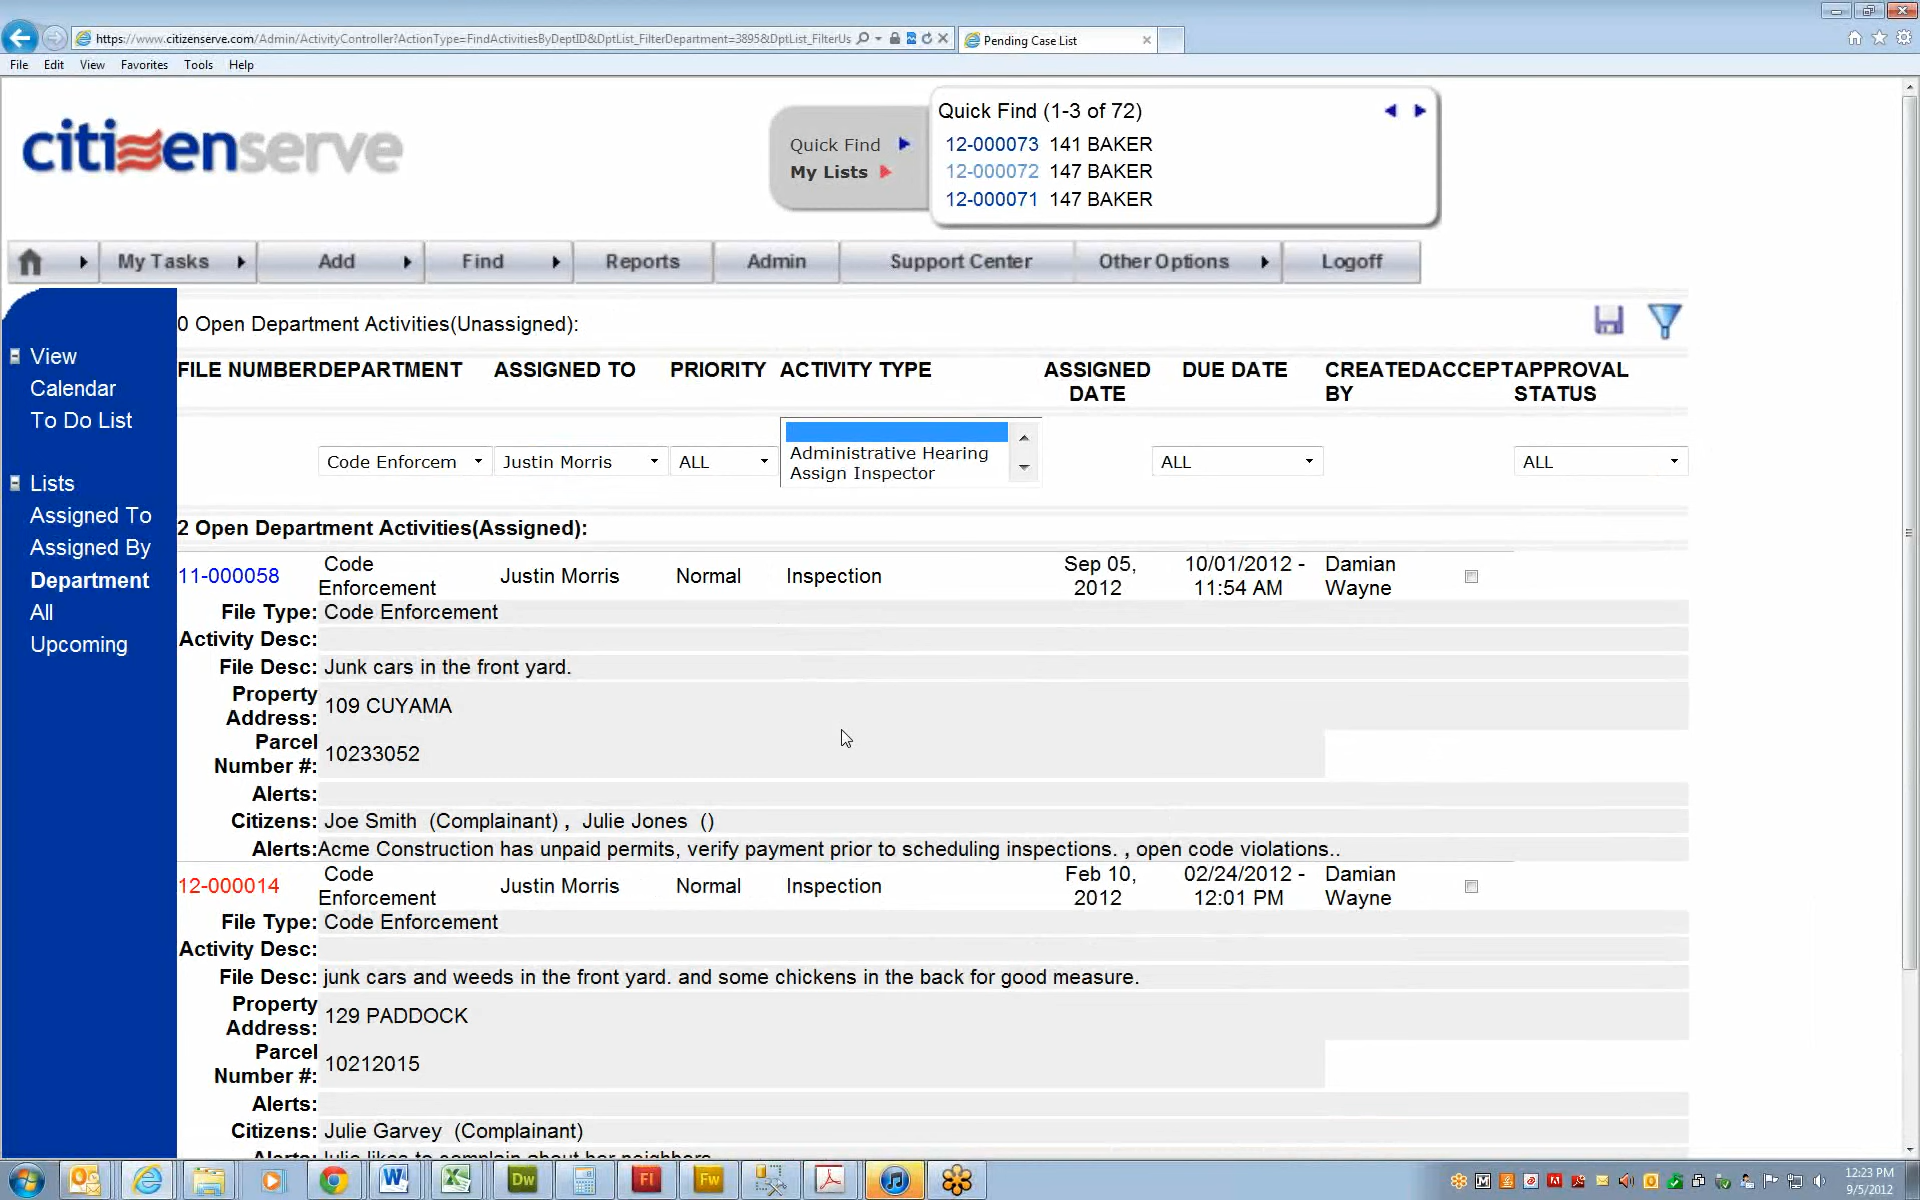 https://www.citizenserve.com/Admin/ActivityController?ActionType=FindActivitiesByDeptID&DptList_FilterDepartment=3895&DptList_FilterUs
Pending Case List
File Edit View Favorites Tools Help
citizenserve
Quick Find
My Lists
Quick Find (1-3 of 72)
12-000073 141 BAKER
12-000072 147 BAKER
12-000071 147 BAKER
My Tasks Add Find Reports Admin Support Center Other Options Logoff
View
Calendar
To Do List
Lists
Assigned To
Assigned By
Department
All
Upcoming
0 Open Department Activities(Unassigned):
FILE NUMBER DEPARTMENT ASSIGNED TO PRIORITY ACTIVITY TYPE ASSIGNED DATE DUE DATE CREATED BY ACCEPT APPROVAL STATUS
Code Enforcem Justin Morris ALL ALL ALL
Administrative Hearing
Assign Inspector
2 Open Department Activities(Assigned):
11-000058 Code Enforcement Justin Morris Normal Inspection Sep 05, 2012 10/01/2012 - 11:54 AM Damian Wayne
File Type: Code Enforcement
Activity Desc:
File Desc: Junk cars in the front yard.
Property Address: 109 CUYAMA
Parcel Number #: 10233052
Alerts:
Citizens: Joe Smith (Complainant) , Julie Jones ()
Alerts: Acme Construction has unpaid permits, verify payment prior to scheduling inspections. , open code violations..
12-000014 Code Enforcement Justin Morris Normal Inspection Feb 10, 2012 02/24/2012 - 12:01 PM Damian Wayne
File Type: Code Enforcement
Activity Desc:
File Desc: junk cars and weeds in the front yard. and some chickens in the back for good measure.
Property Address: 129 PADDOCK
Parcel Number #: 10212015
Alerts:
Citizens: Julie Garvey (Complainant)
Alerts: Julie likes to complain about her neighbors
Dw Fl Fw
12:23 PM
9/5/2012